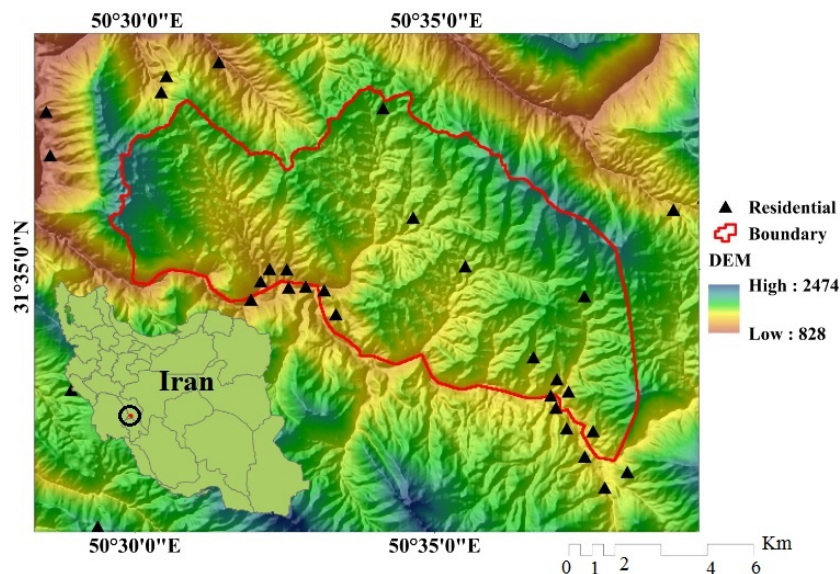 50°30'0"E 50°35'0"E
31°35'0"N
Residential
Boundary
DEM
High : 2474
Low : 828
Iran
50°30'0"E 50°35'0"E
Km
0 1 2 4 6